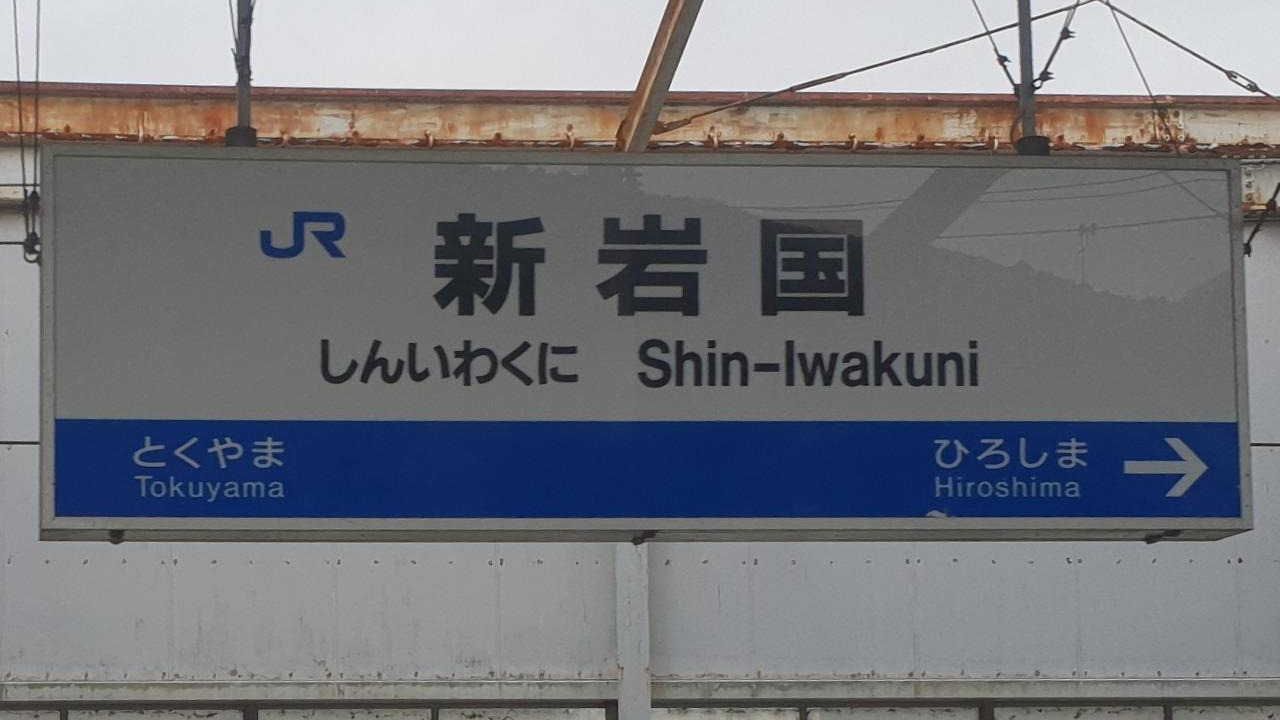 JR 新岩国
しんいわくに Shin-Iwakuni
とくやま ひろしま →
Tokuyama Hiroshima